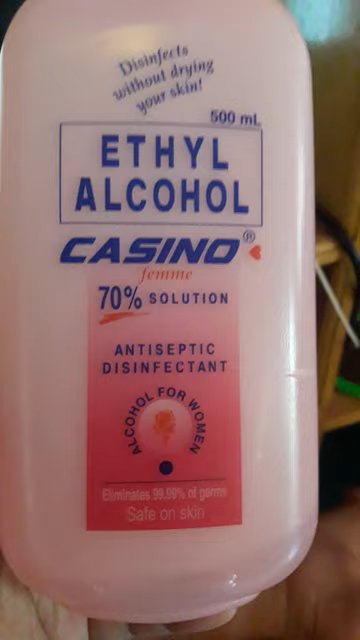 Disinfects
without drying
your skin!
500 mL
ETHYL
ALCOHOL
CASINO®
femme
70% SOLUTION
ANTISEPTIC
DISINFECTANT
ALCOHOL FOR WOMEN
Eliminates 99.99% of germs
Safe on skin